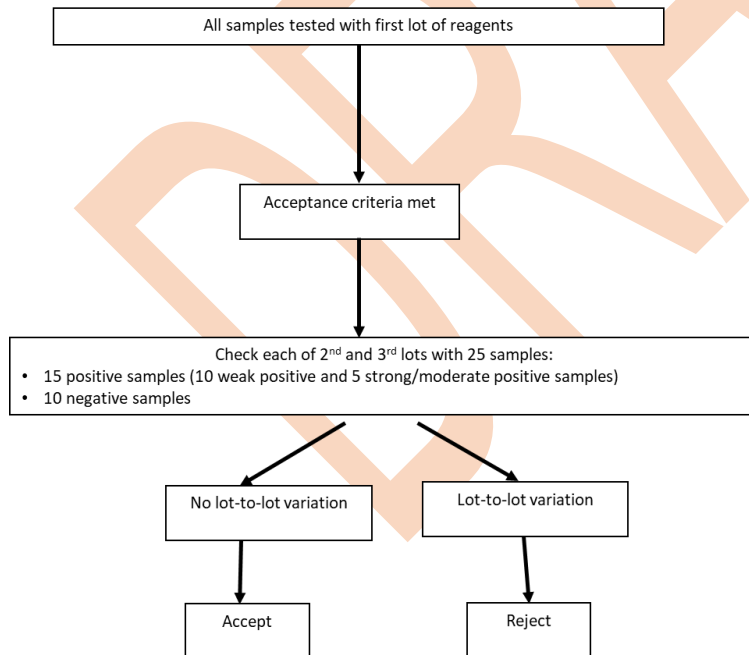 All samples tested with first lot of reagents
Acceptance criteria met
Check each of 2nd and 3rd lots with 25 samples:
• 15 positive samples (10 weak positive and 5 strong/moderate positive samples)
• 10 negative samples
No lot-to-lot variation
Lot-to-lot variation
Accept
Reject